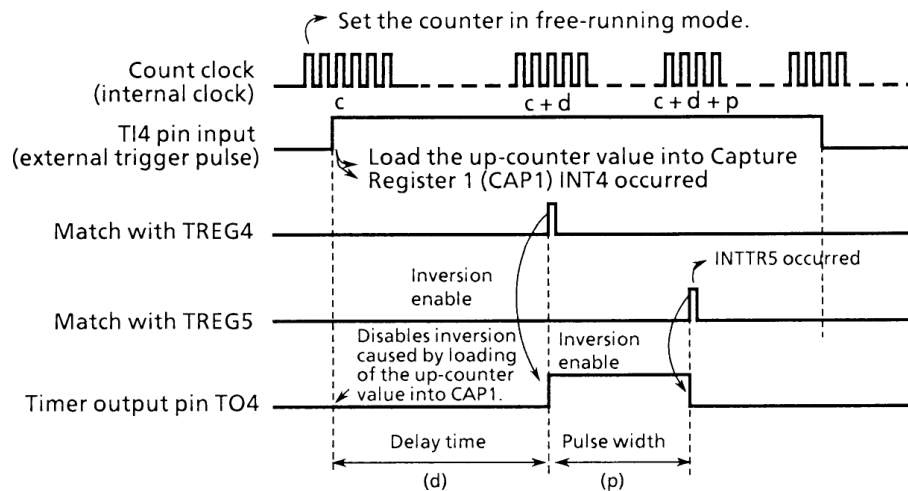 Set the counter in free-running mode.
Count clock
(internal clock)
c
c + d
c + d + p
TI4 pin input
(external trigger pulse)
Load the up-counter value into Capture
Register 1 (CAP1) INT4 occurred
Match with TREG4
INTTR5 occurred
Inversion
enable
Match with TREG5
Disables inversion
caused by loading
of the up-counter
value into CAP1.
Inversion
enable
Timer output pin TO4
Delay time
(d)
Pulse width
(p)